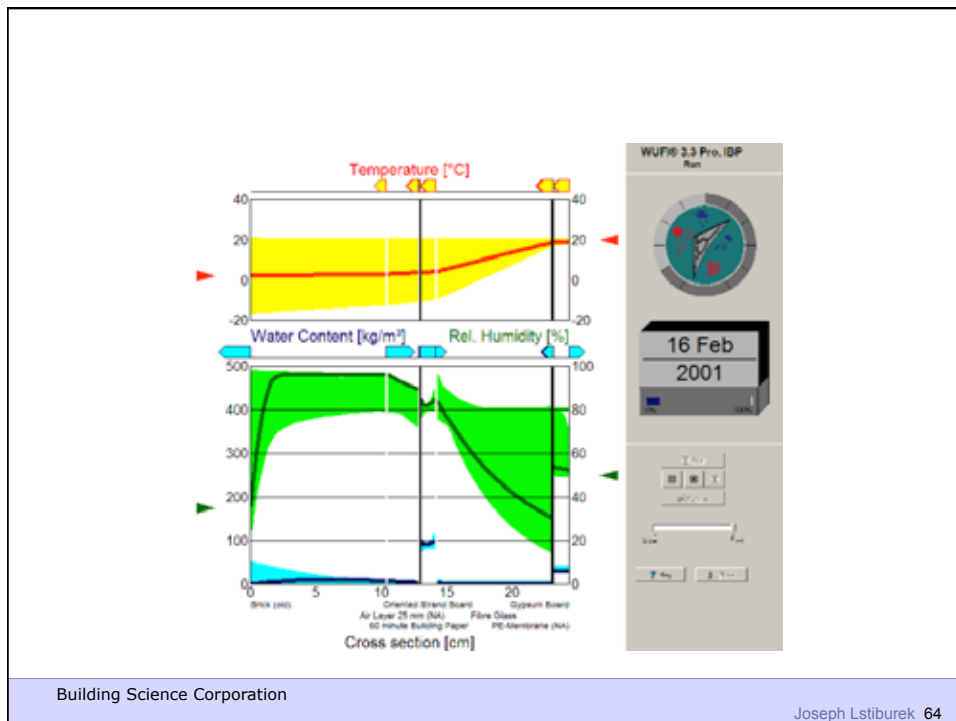 WUFI® 3.3 Pro, IBP
Run
Temperature [°C]
40 40
20 20
0 0
-20 -20
Water Content [kg/m³] Rel. Humidity [%]
500 100
400 80
300 60
200 40
100 20
0 5 10 15 20 0
Brick (old) Oriented Strand Board Gypsum Board
Air Layer 25 mm (NA) Fibre Glass
60 minute Building Paper PE-Membrane (NA)
Cross section [cm]
16 Feb
2001
0% 100%
Building Science Corporation
Joseph Lstiburek 64